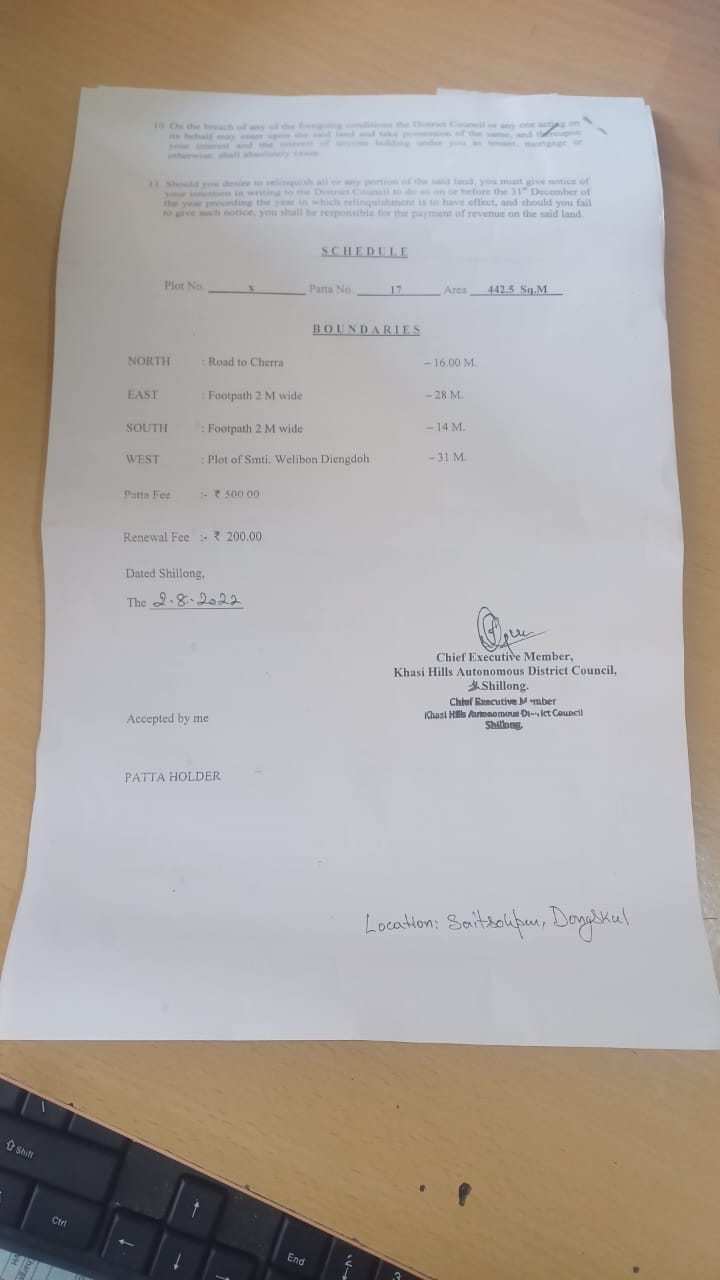 10. On the breach of any of the foregoing conditions the District Council or any one acting on
its behalf may enter upon the said land and take possession of the same, and thereupon
your interest and the interest of anyone holding under you as tenant, mortgage or
otherwise, shall absolutely cease.
11. Should you desire to relinquish all or any portion of the said land, you must give notice of
your intention in writing to the District Council to do so on or before the 31st December of
the year preceding the year in which relinquishment is to have effect, and should you fail
to give such notice, you shall be responsible for the payment of revenue on the said land.
SCHEDULE
Plot No. x Patta No. 17 Area 442.5 Sq.M
BOUNDARIES
NORTH : Road to Cherra – 16.00 M.
EAST : Footpath 2 M wide – 28 M.
SOUTH : Footpath 2 M wide – 14 M.
WEST : Plot of Smti. Welibon Diengdoh – 31 M.
Patta Fee :- ₹ 500.00
Renewal Fee :- ₹ 200.00
Dated Shillong,
The 2.8.2022
Chief Executive Member,
Khasi Hills Autonomous District Council,
Shillong.
Chief Executive Member
Khasi Hills Autonomous District Council
Shillong.
Accepted by me
PATTA HOLDER
Location: Saitsohpen, Dongskul
Shift
Ctrl
End